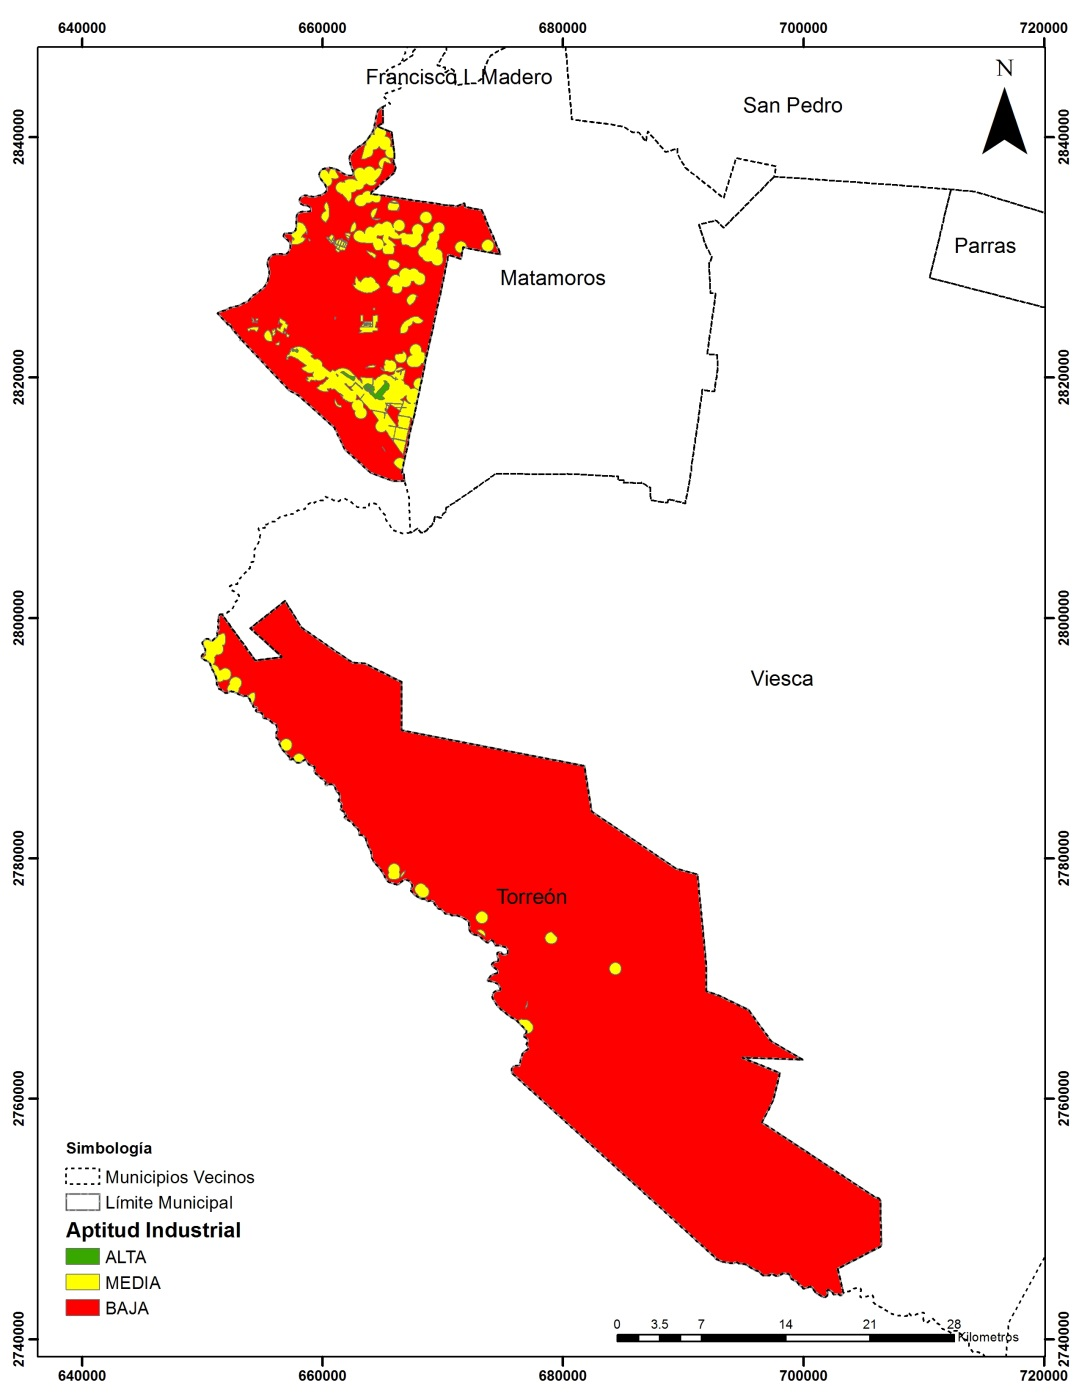 640000 660000 680000 700000 720000
Francisco I. Madero
N
San Pedro
2840000 2840000
Parras
Matamoros
2820000 2820000
2800000 2800000
Viesca
2780000 2780000
Torreón
2760000 2760000
Simbología
Municipios Vecinos
Límite Municipal
Aptitud Industrial
ALTA
MEDIA
BAJA
0 3.5 7 14 21 28
Kilometros
2740000 2740000
640000 660000 680000 700000 720000